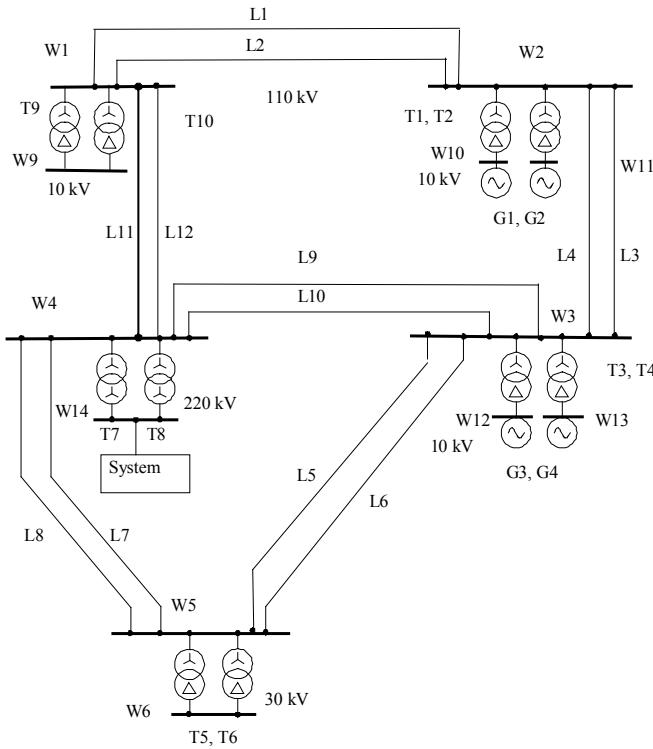 L1
W1
L2
W2
T9
110 kV
T10
T1, T2
W9
W10
W11
10 kV
10 kV
G1, G2
L11
L12
L9
L4
L3
W4
L10
W3
T3, T4
W14
220 kV
T7
T8
W12
W13
10 kV
System
L5
G3, G4
L6
L8
L7
W5
30 kV
W6
T5, T6